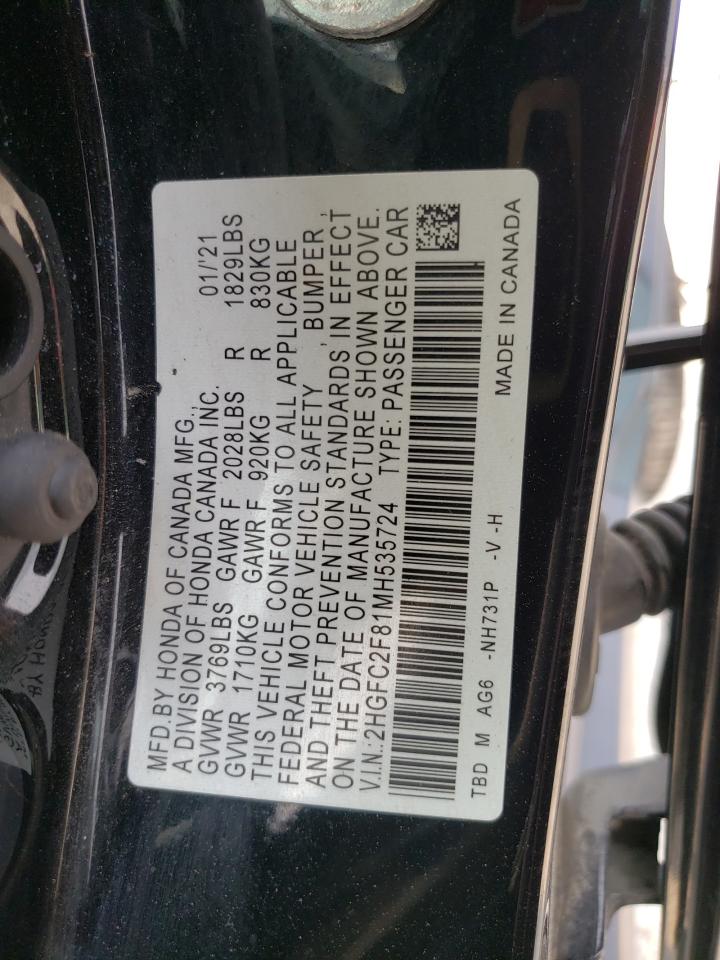 MFD.BY HONDA OF CANADA MFG., 01/'21
A DIVISION OF HONDA CANADA INC.
GVWR 3769LBS GAWR F 2028LBS R 1829LBS
GVWR 1710KG GAWR F 920KG R 830KG
THIS VEHICLE CONFORMS TO ALL APPLICABLE
FEDERAL MOTOR VEHICLE SAFETY , BUMPER ,
AND THEFT PREVENTION STANDARDS IN EFFECT
ON THE DATE OF MANUFACTURE SHOWN ABOVE.
V.I.N.:2HGFC2F81MH535724 TYPE: PASSENGER CAR
TBD M AG6 -NH731P -V -H MADE IN CANADA